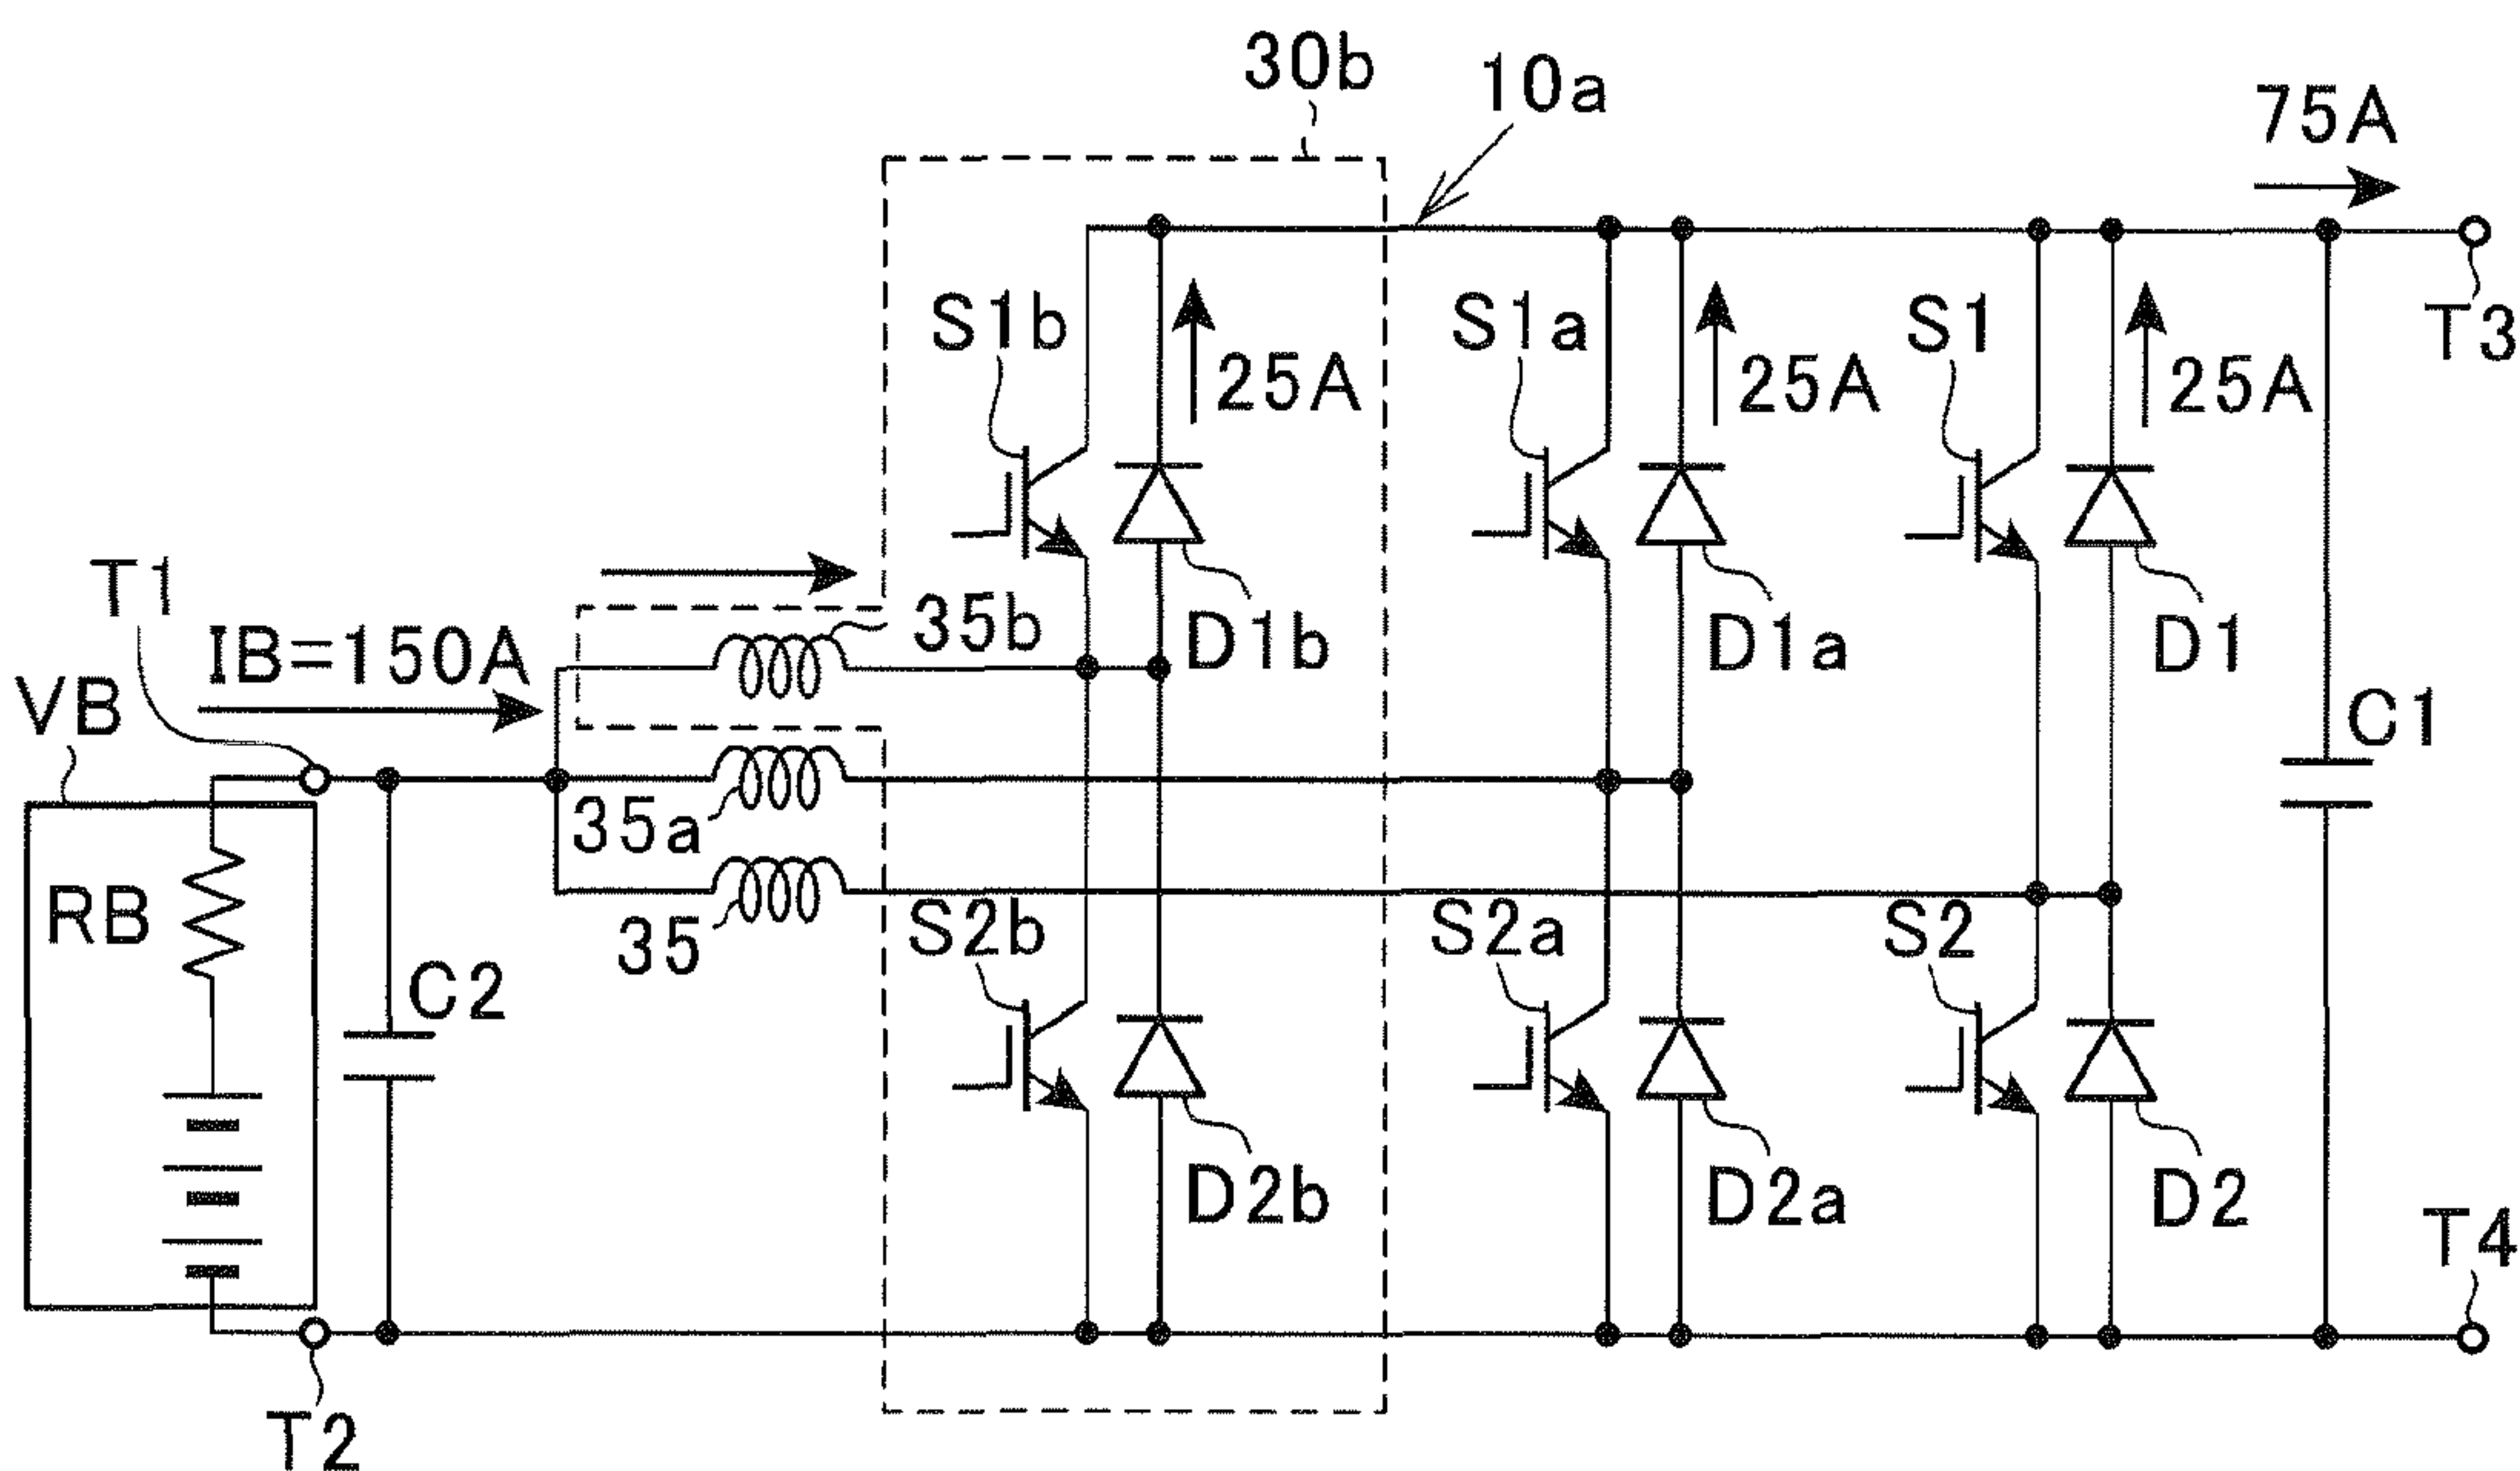 30b
10a
75A
S1b
25A
S1a
25A
S1
25A
T3
T1
IB=150A
35b
D1b
D1a
D1
VB
C1
35a
RB
35
S2b
S2a
S2
C2
D2b
D2a
D2
T4
T2